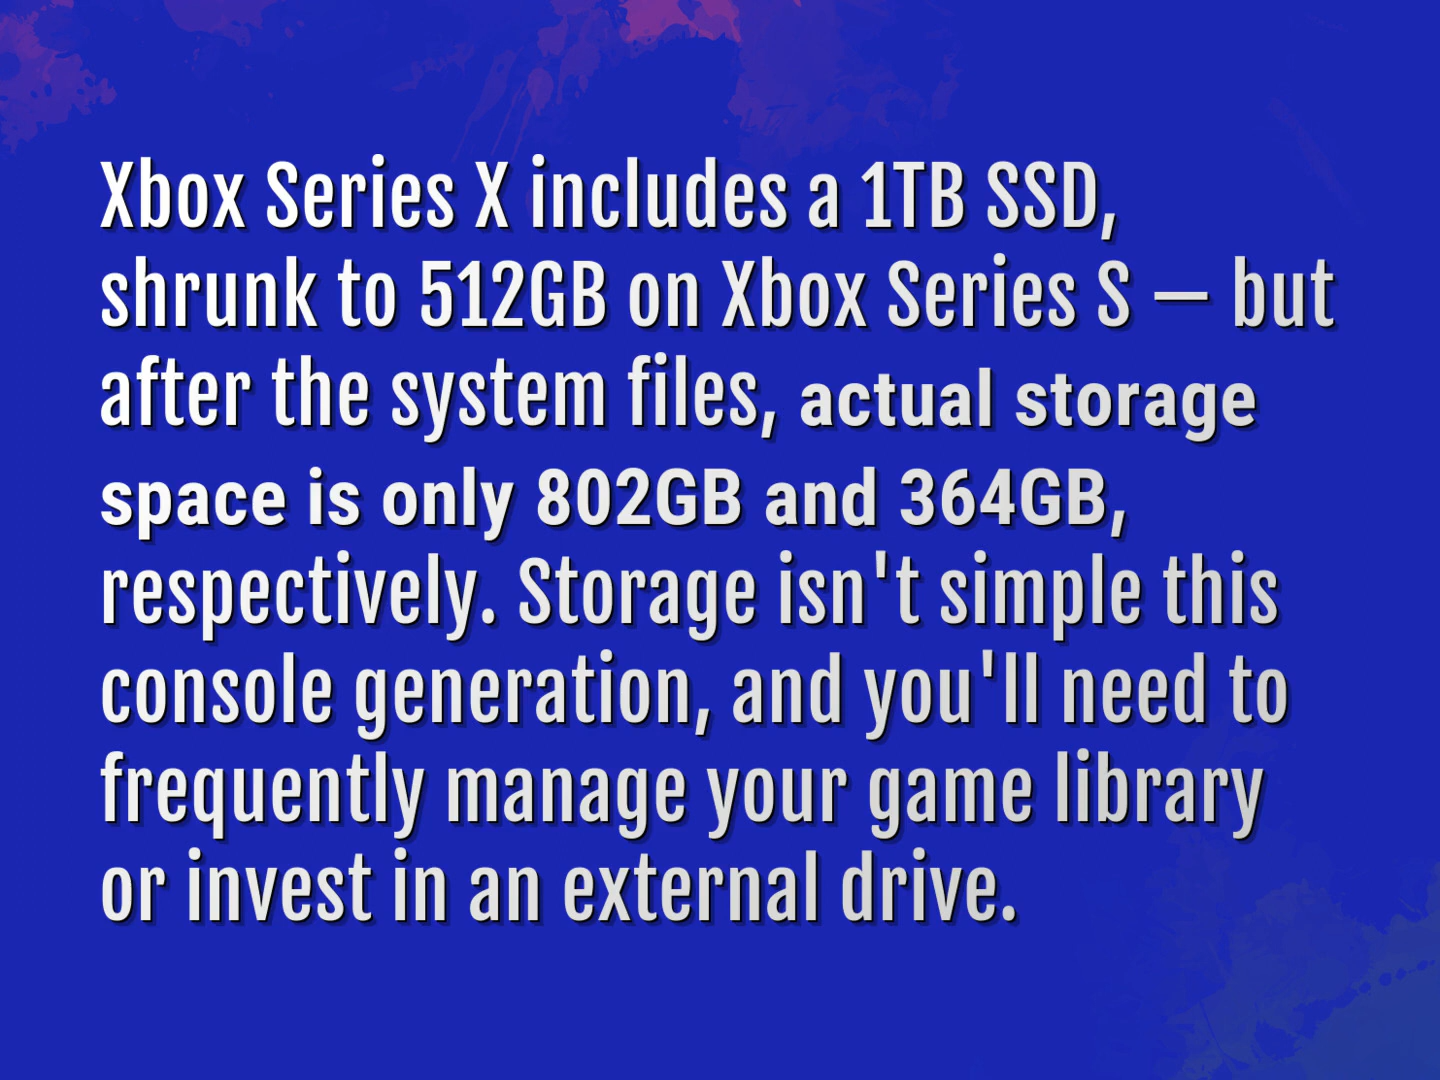 Xbox Series X includes a 1TB SSD,
shrunk to 512GB on Xbox Series S — but
after the system files, actual storage
space is only 802GB and 364GB,
respectively. Storage isn't simple this
console generation, and you'll need to
frequently manage your game library
or invest in an external drive.